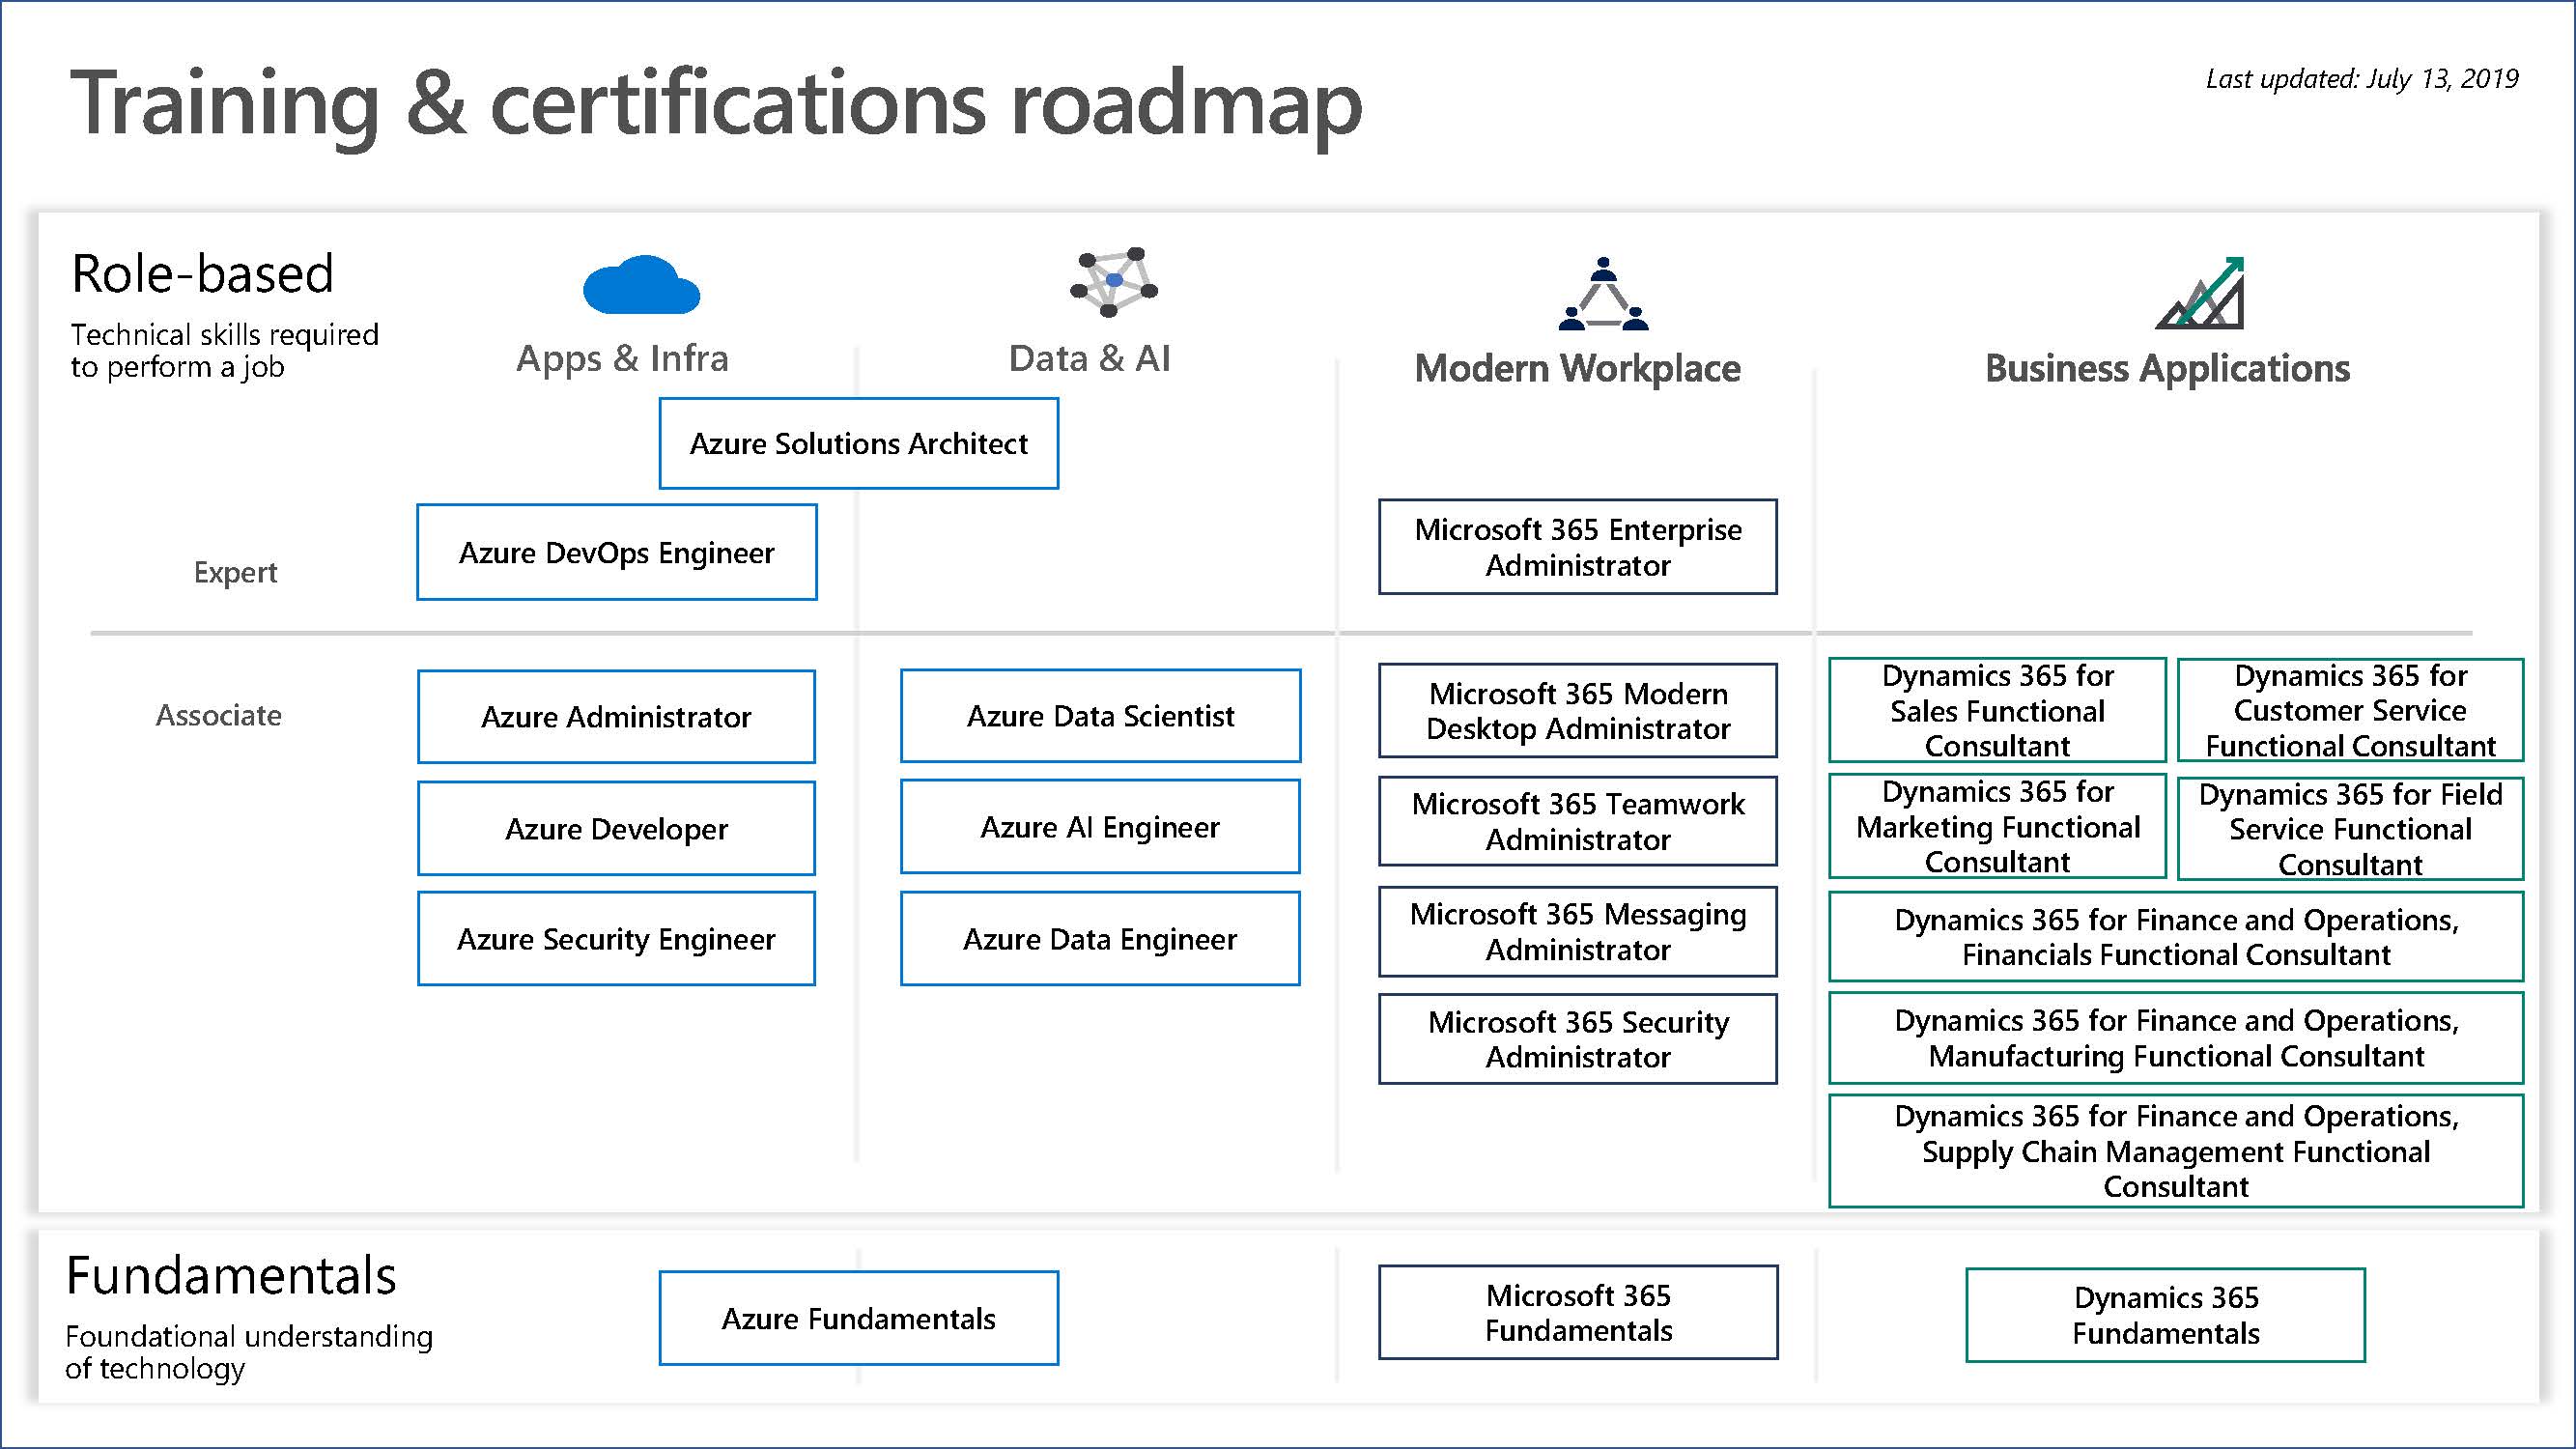 Training & certifications roadmap
Last updated: July 13, 2019
Role-based
Technical skills required
to perform a job
Apps & Infra
Data & AI
Modern Workplace
Business Applications
Azure Solutions Architect
Expert
Azure DevOps Engineer
Microsoft 365 Enterprise
Administrator
Associate
Azure Administrator
Azure Developer
Azure Security Engineer
Azure Data Scientist
Azure AI Engineer
Azure Data Engineer
Microsoft 365 Modern
Desktop Administrator
Microsoft 365 Teamwork
Administrator
Microsoft 365 Messaging
Administrator
Microsoft 365 Security
Administrator
Dynamics 365 for
Sales Functional
Consultant
Dynamics 365 for
Customer Service
Functional Consultant
Dynamics 365 for
Marketing Functional
Consultant
Dynamics 365 for Field
Service Functional
Consultant
Dynamics 365 for Finance and Operations,
Financials Functional Consultant
Dynamics 365 for Finance and Operations,
Manufacturing Functional Consultant
Dynamics 365 for Finance and Operations,
Supply Chain Management Functional
Consultant
Fundamentals
Foundational understanding
of technology
Azure Fundamentals
Microsoft 365
Fundamentals
Dynamics 365
Fundamentals